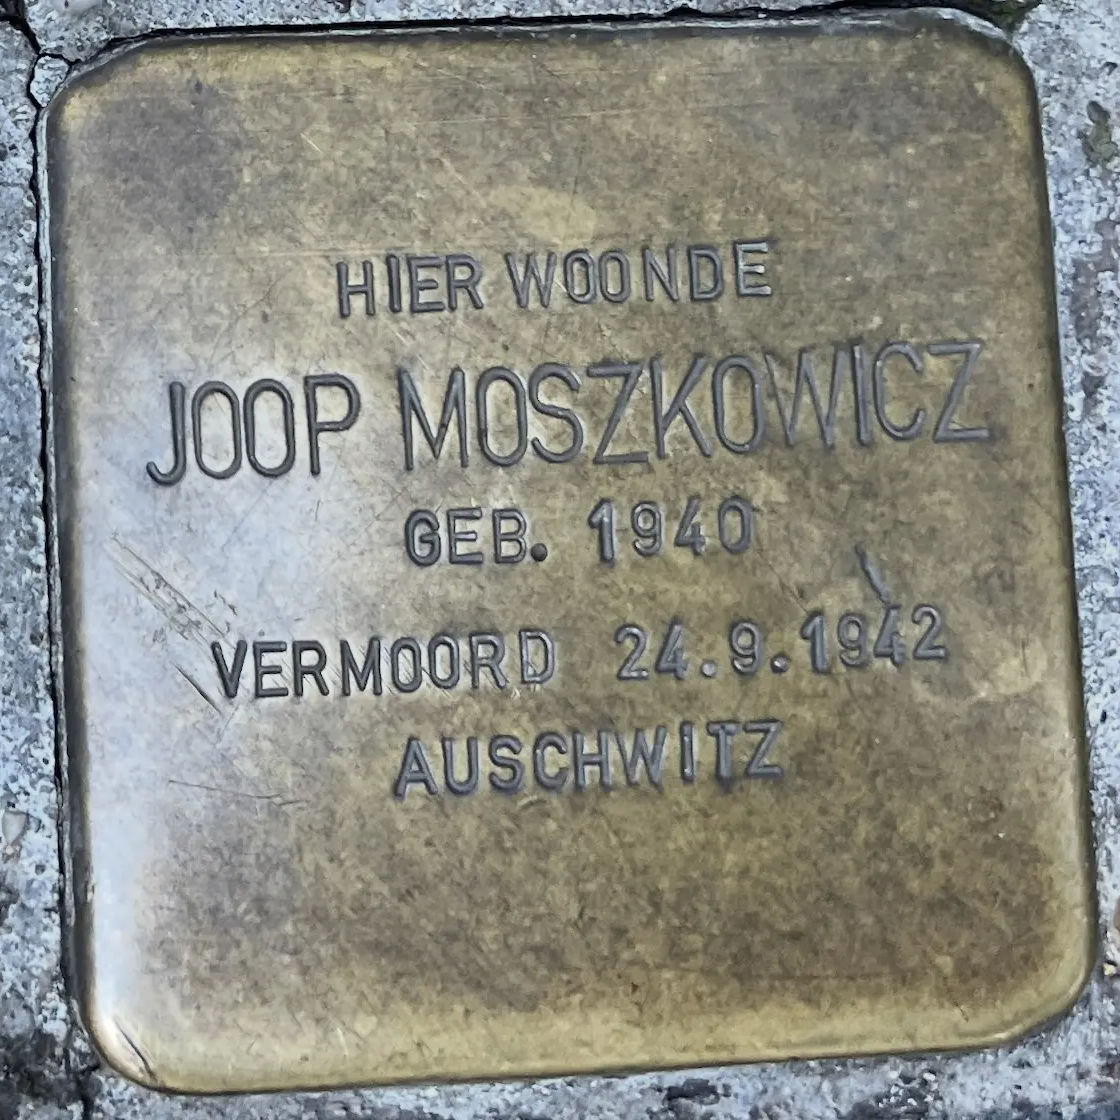 HIER WOONDE
JOOP MOSZKOWICZ
GEB. 1940
VERMOORD 24.9.1942
AUSCHWITZ